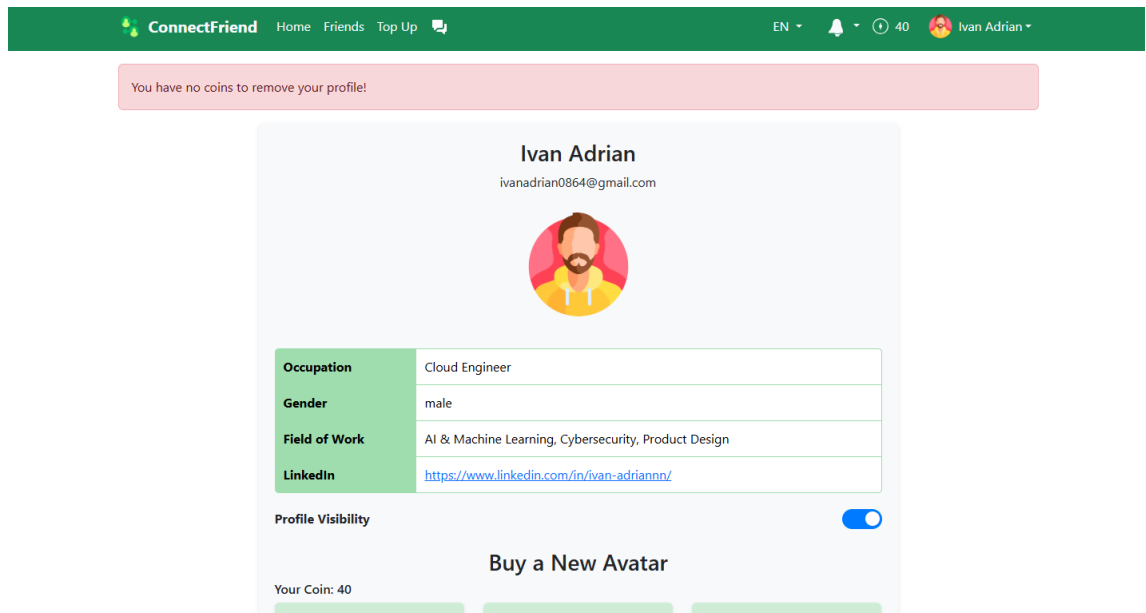 ConnectFriend Home Friends Top Up EN 40 Ivan Adrian
You have no coins to remove your profile!
Ivan Adrian
ivanadrian0864@gmail.com
Occupation Cloud Engineer
Gender male
Field of Work AI & Machine Learning, Cybersecurity, Product Design
LinkedIn https://www.linkedin.com/in/ivan-adriannn/
Profile Visibility
Buy a New Avatar
Your Coin: 40